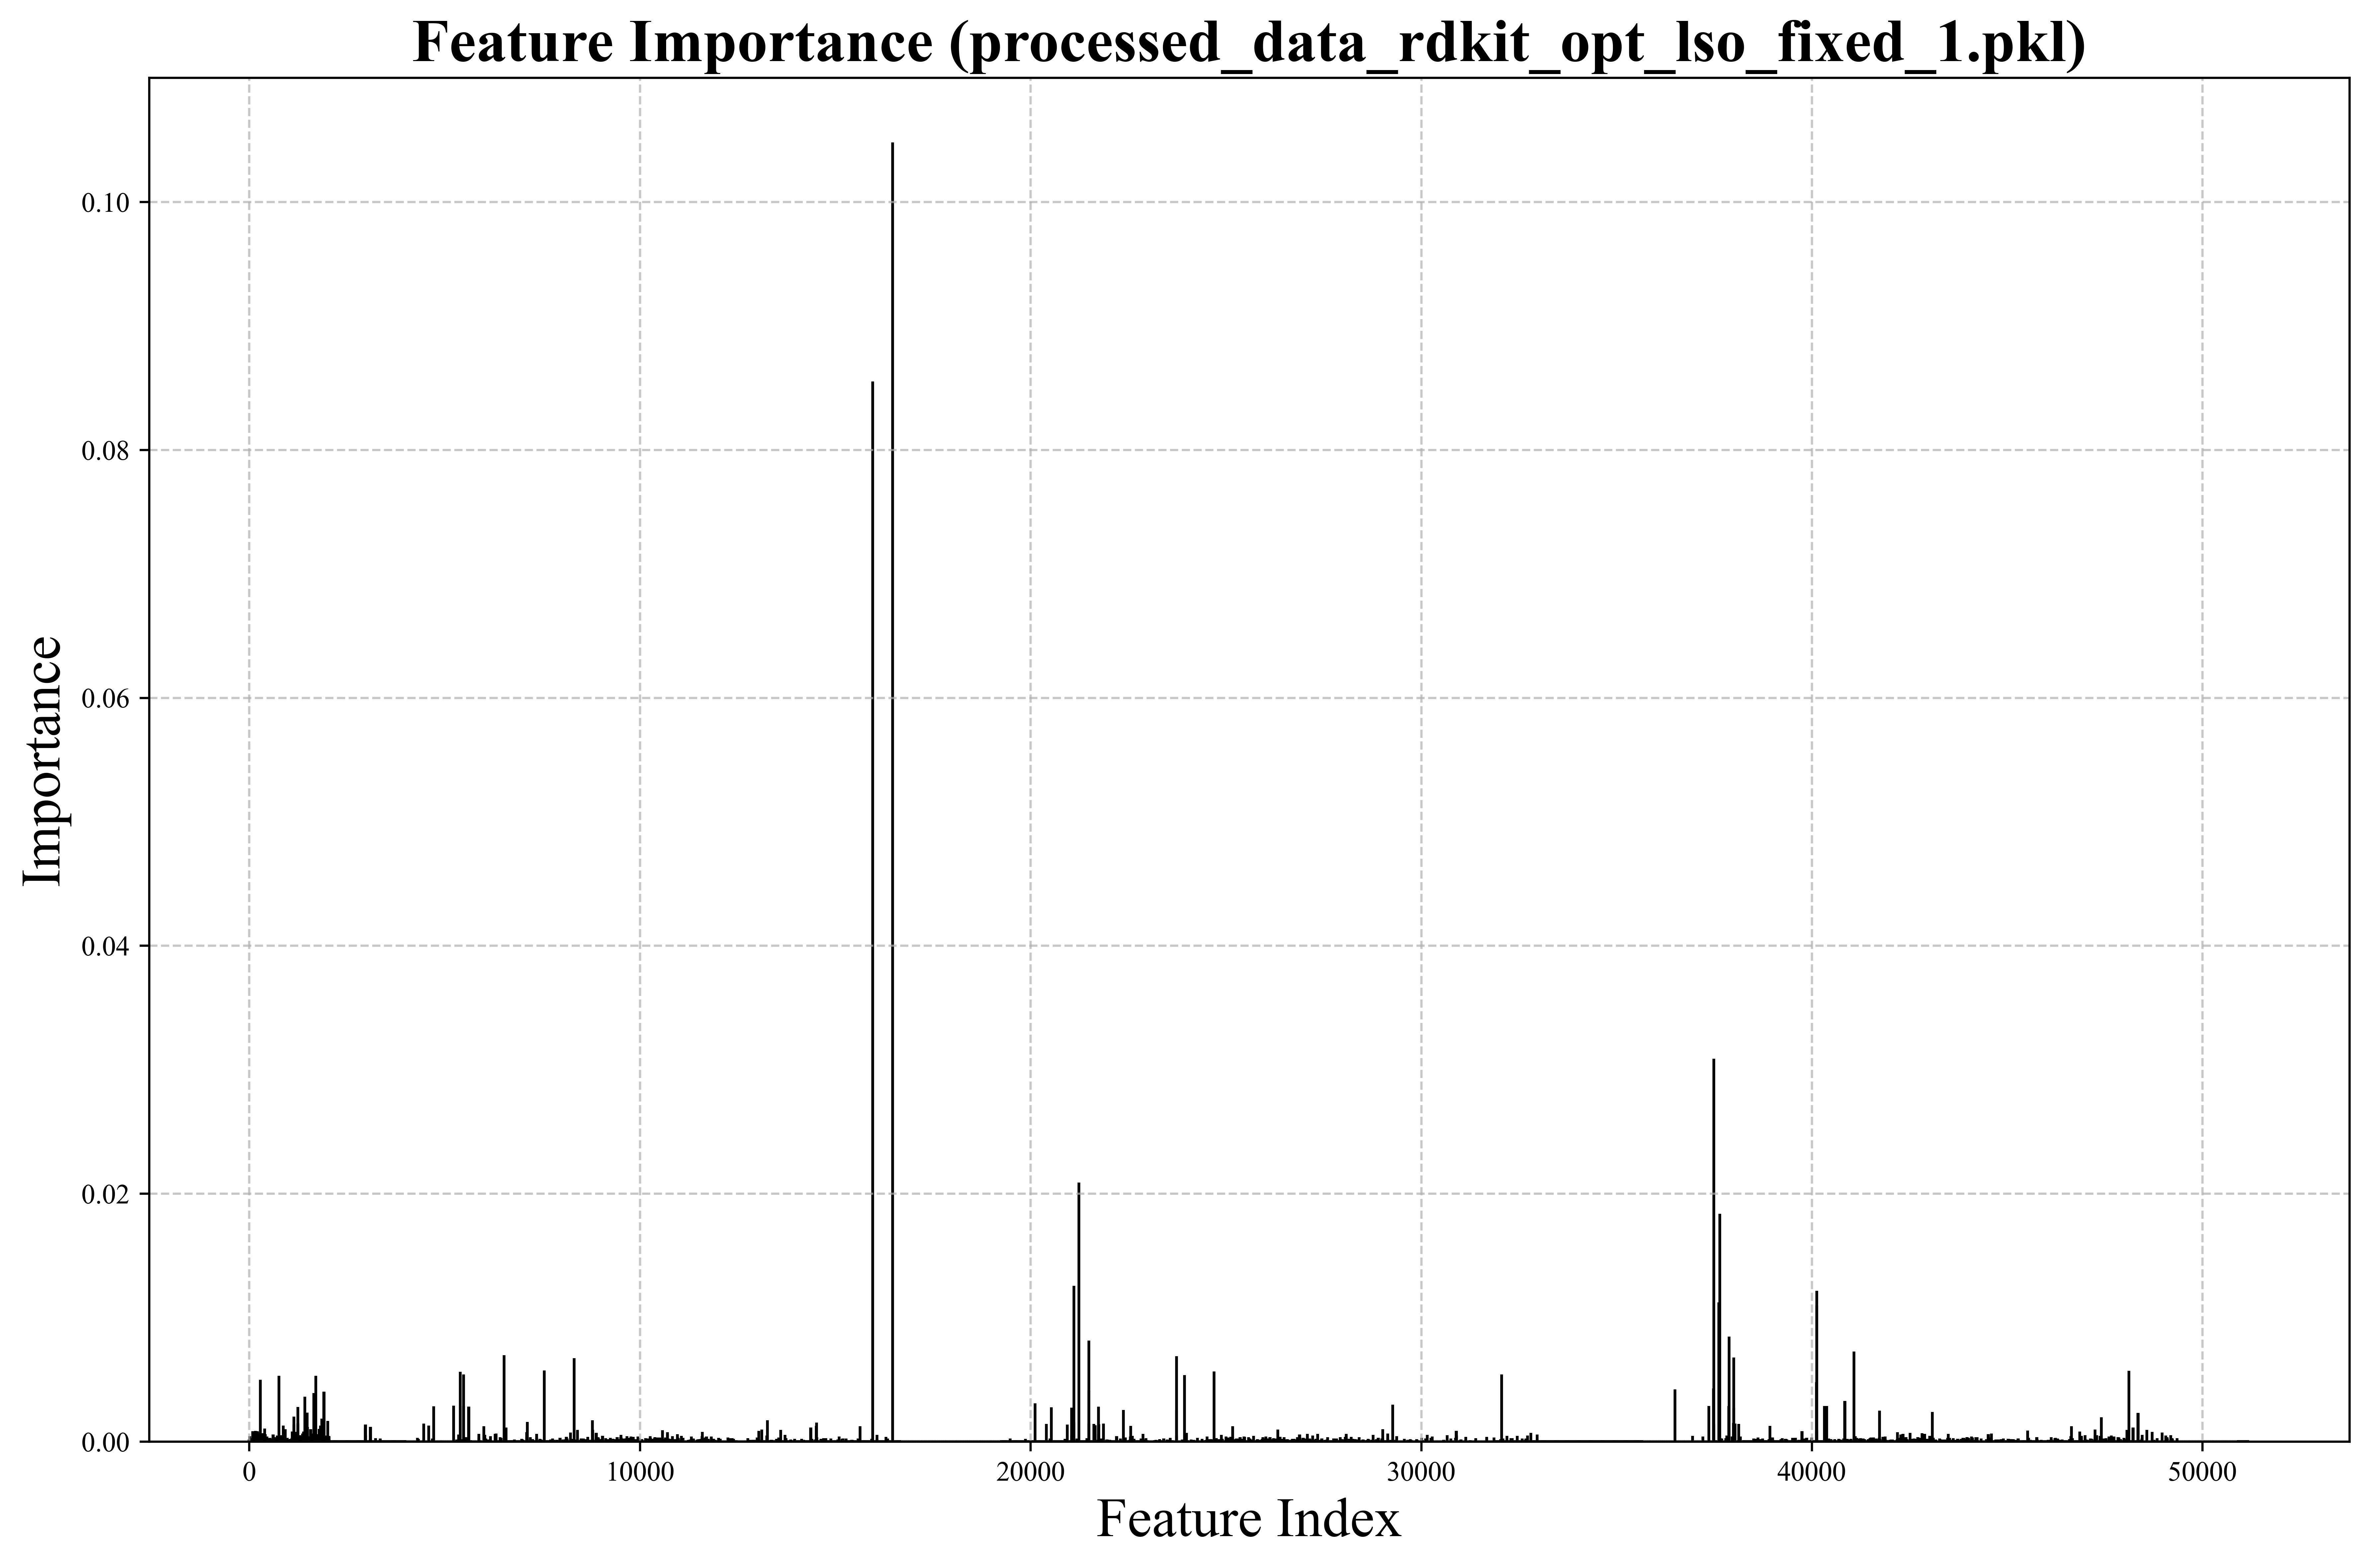 Feature Importance (processed_data_rdkit_opt_lso_fixed_1.pkl)
Importance
0.10
0.08
0.06
0.04
0.02
0.00
0 10000 20000 30000 40000 50000
Feature Index